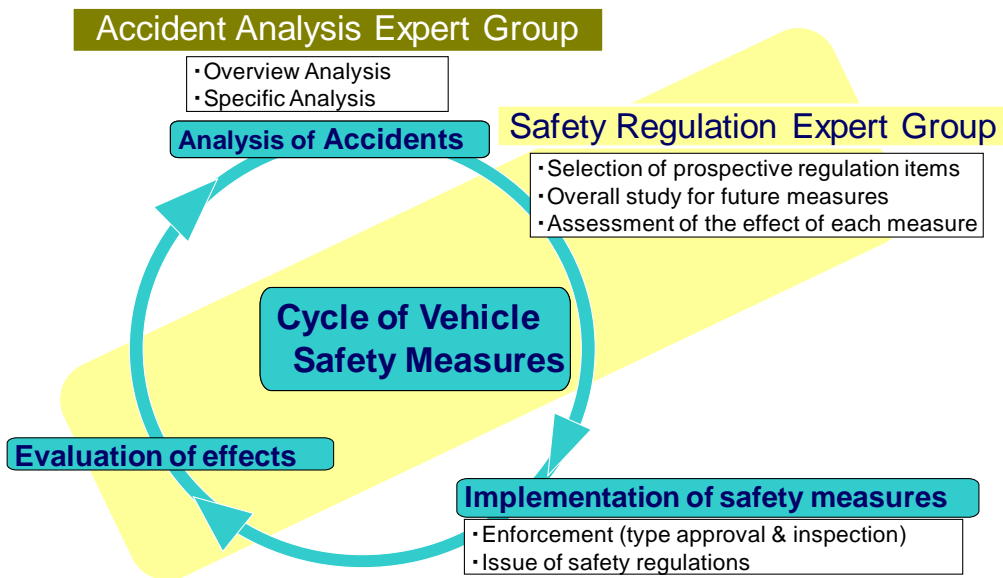 Accident Analysis Expert Group
・Overview Analysis
・Specific Analysis
Analysis of Accidents
Safety Regulation Expert Group
・Selection of prospective regulation items
・Overall study for future measures
・Assessment of the effect of each measure
Cycle of Vehicle
Safety Measures
Evaluation of effects
Implementation of safety measures
・Enforcement (type approval & inspection)
・Issue of safety regulations